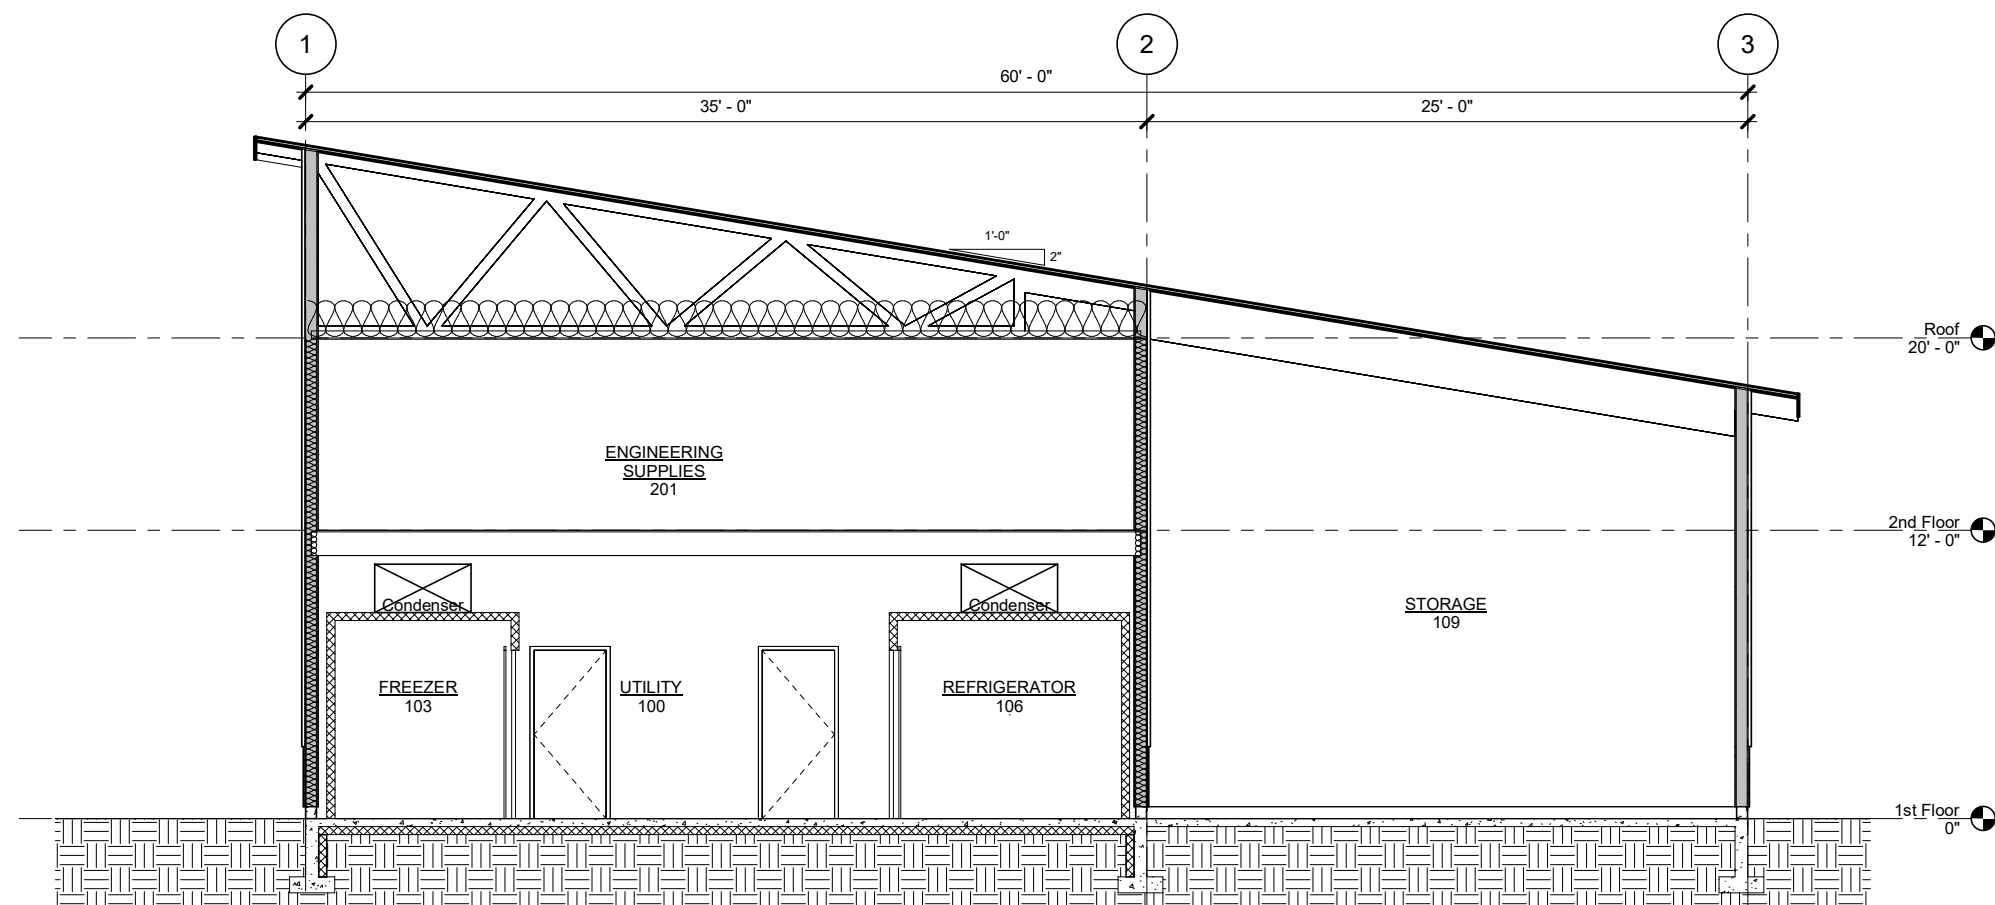 1
2
3
60' - 0"
35' - 0"
25' - 0"
1'-0"
2"
Roof
20' - 0"
ENGINEERING
SUPPLIES
201
2nd Floor
12' - 0"
Condenser
Condenser
STORAGE
109
FREEZER
103
UTILITY
100
REFRIGERATOR
106
1st Floor
0"